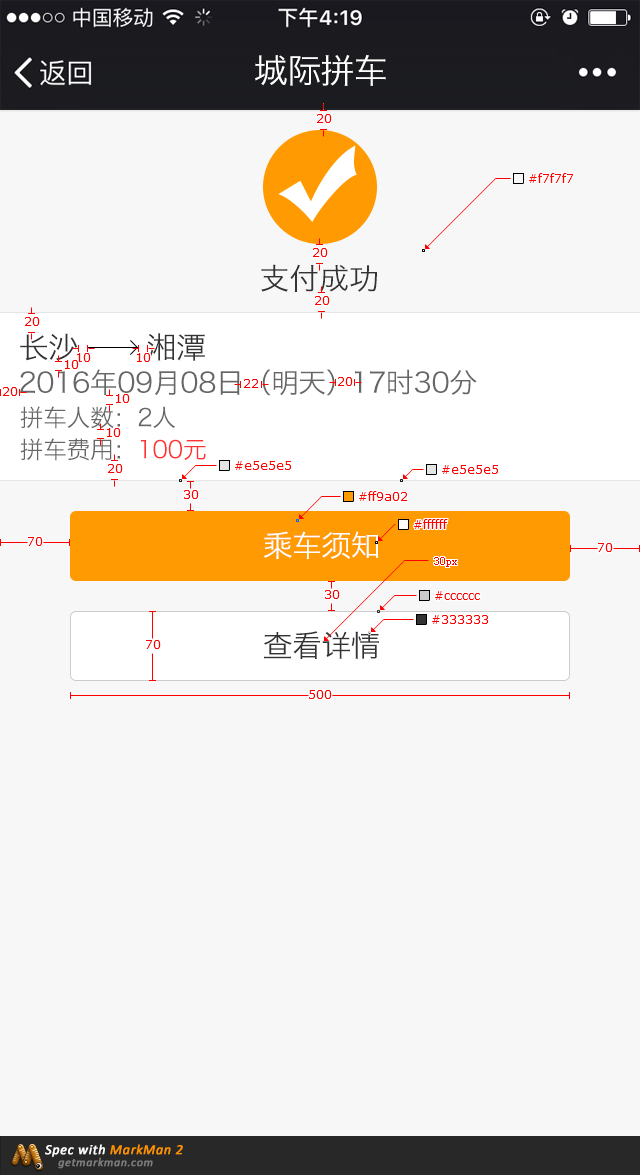 中国移动 下午4:19
返回 城际拼车
20
#f7f7f7
20
支付成功
20
20
长沙 10 10 湘潭
10
20 2016年09月08日 22 (明天) 20 17时30分
10
拼车人数：2人
10
拼车费用：100元
20 #e5e5e5 #e5e5e5
30 #ff9a02
#ffffff
70 乘车须知 70
30px
30 #cccccc
#333333
70 查看详情
500
Spec with MarkMan 2
getmarkman.com